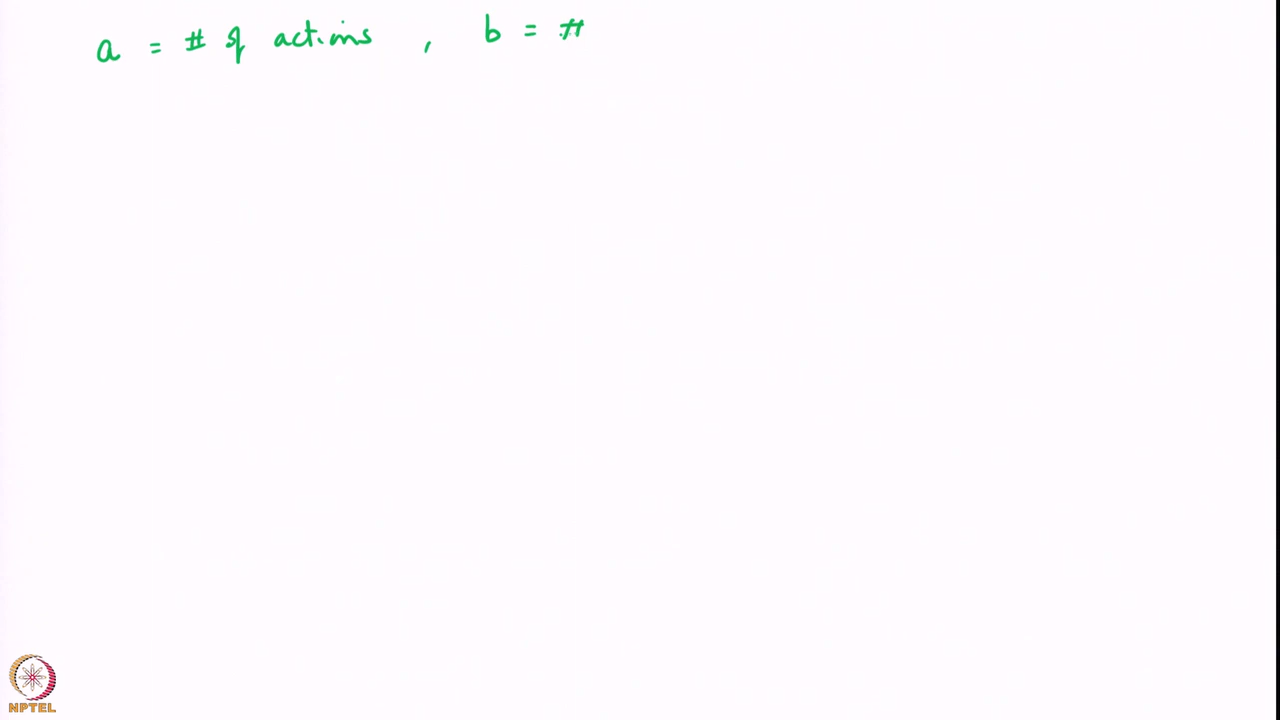 a = # of actions , b = #
NPTEL